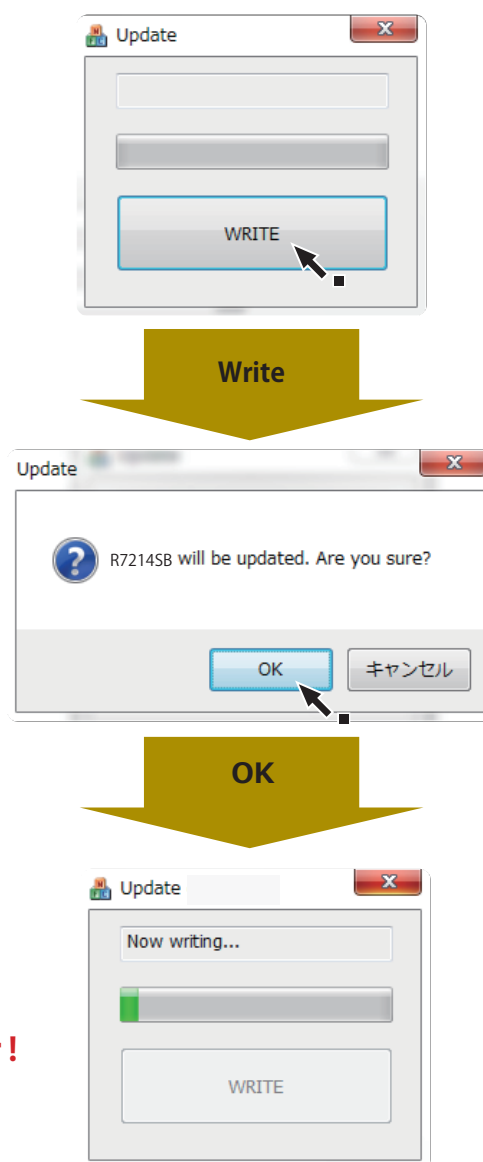 Update
WRITE
Write
Update
R7214SB will be updated. Are you sure?
OK
キャンセル
OK
Update
Now writing...
!
WRITE